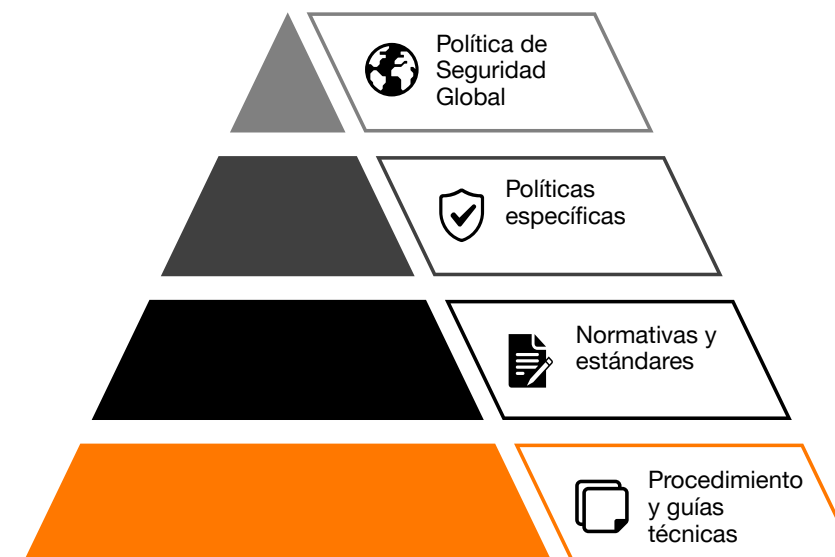 Política de
Seguridad
Global
Políticas
específicas
Normativas y
estándares
Procedimiento
y guías
técnicas